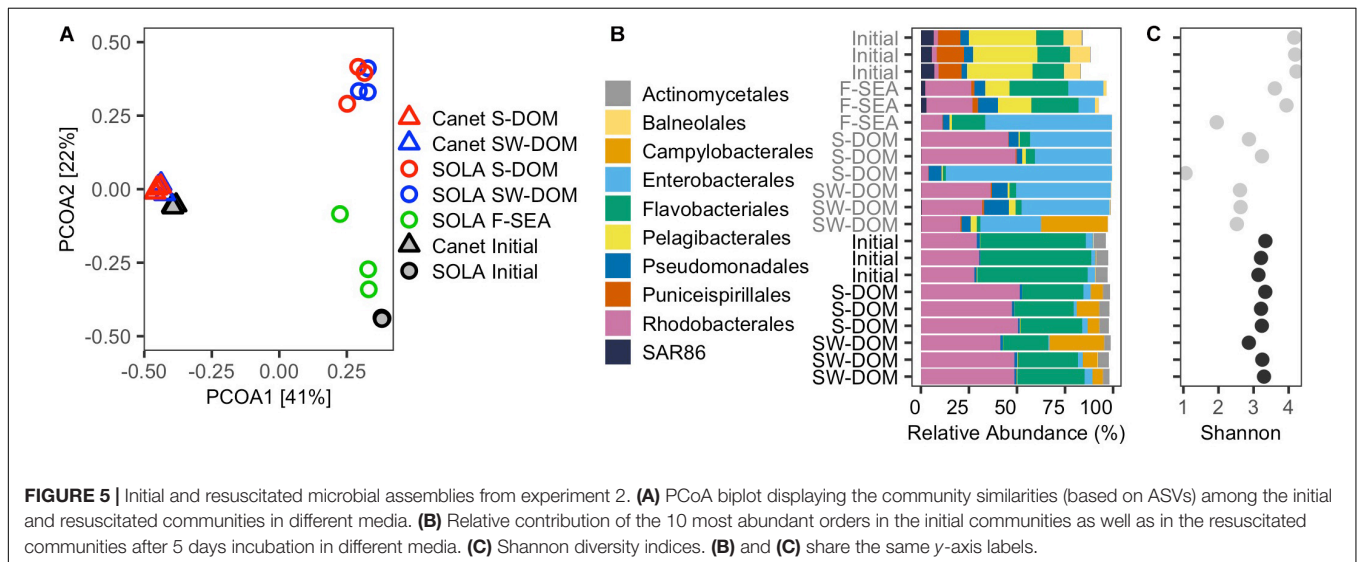 A
0.50
0.25
0.00
-0.25
-0.50
PCOA2 [22%]
-0.50
-0.25
0.00
0.25
PCOA1 [41%]
Canet S-DOM
Canet SW-DOM
SOLA S-DOM
SOLA SW-DOM
SOLA F-SEA
Canet Initial
SOLA Initial
B
Actinomycetales
Balneolales
Campylobacterales
Enterobacterales
Flavobacteriales
Pelagibacterales
Pseudomonadales
Puniceispirillales
Rhodobacterales
SAR86
Initial
Initial
Initial
F-SEA
F-SEA
F-SEA
S-DOM
S-DOM
S-DOM
SW-DOM
SW-DOM
SW-DOM
Initial
Initial
Initial
S-DOM
S-DOM
S-DOM
SW-DOM
SW-DOM
SW-DOM
0 25 50 75 100
Relative Abundance (%)
C
1 2 3 4
Shannon
FIGURE 5 | Initial and resuscitated microbial assemblies from experiment 2. (A) PCoA biplot displaying the community similarities (based on ASVs) among the initial
and resuscitated communities in different media. (B) Relative contribution of the 10 most abundant orders in the initial communities as well as in the resuscitated
communities after 5 days incubation in different media. (C) Shannon diversity indices. (B) and (C) share the same y-axis labels.